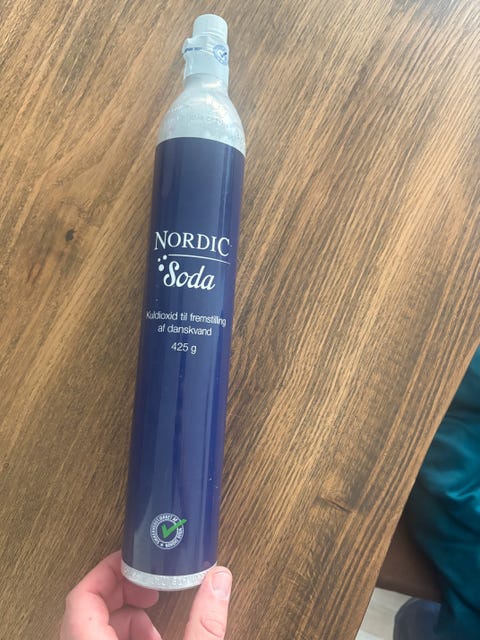 NORDIC
Soda
Kuldioxid til fremstilling
af danskvand
425 g